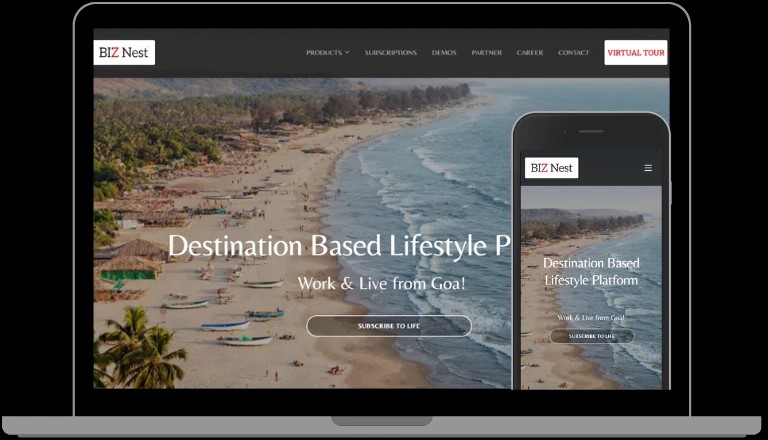 BIZ Nest
PRODUCTS SUBSCRIPTIONS DEMOS PARTNER CAREER CONTACT VIRTUAL TOUR
Destination Based Lifestyle P
Work & Live from Goa!
SUBSCRIBE TO LIFE
BIZ Nest
Destination Based
Lifestyle Platform
Work & Live from Goa!
SUBSCRIBE TO LIFE